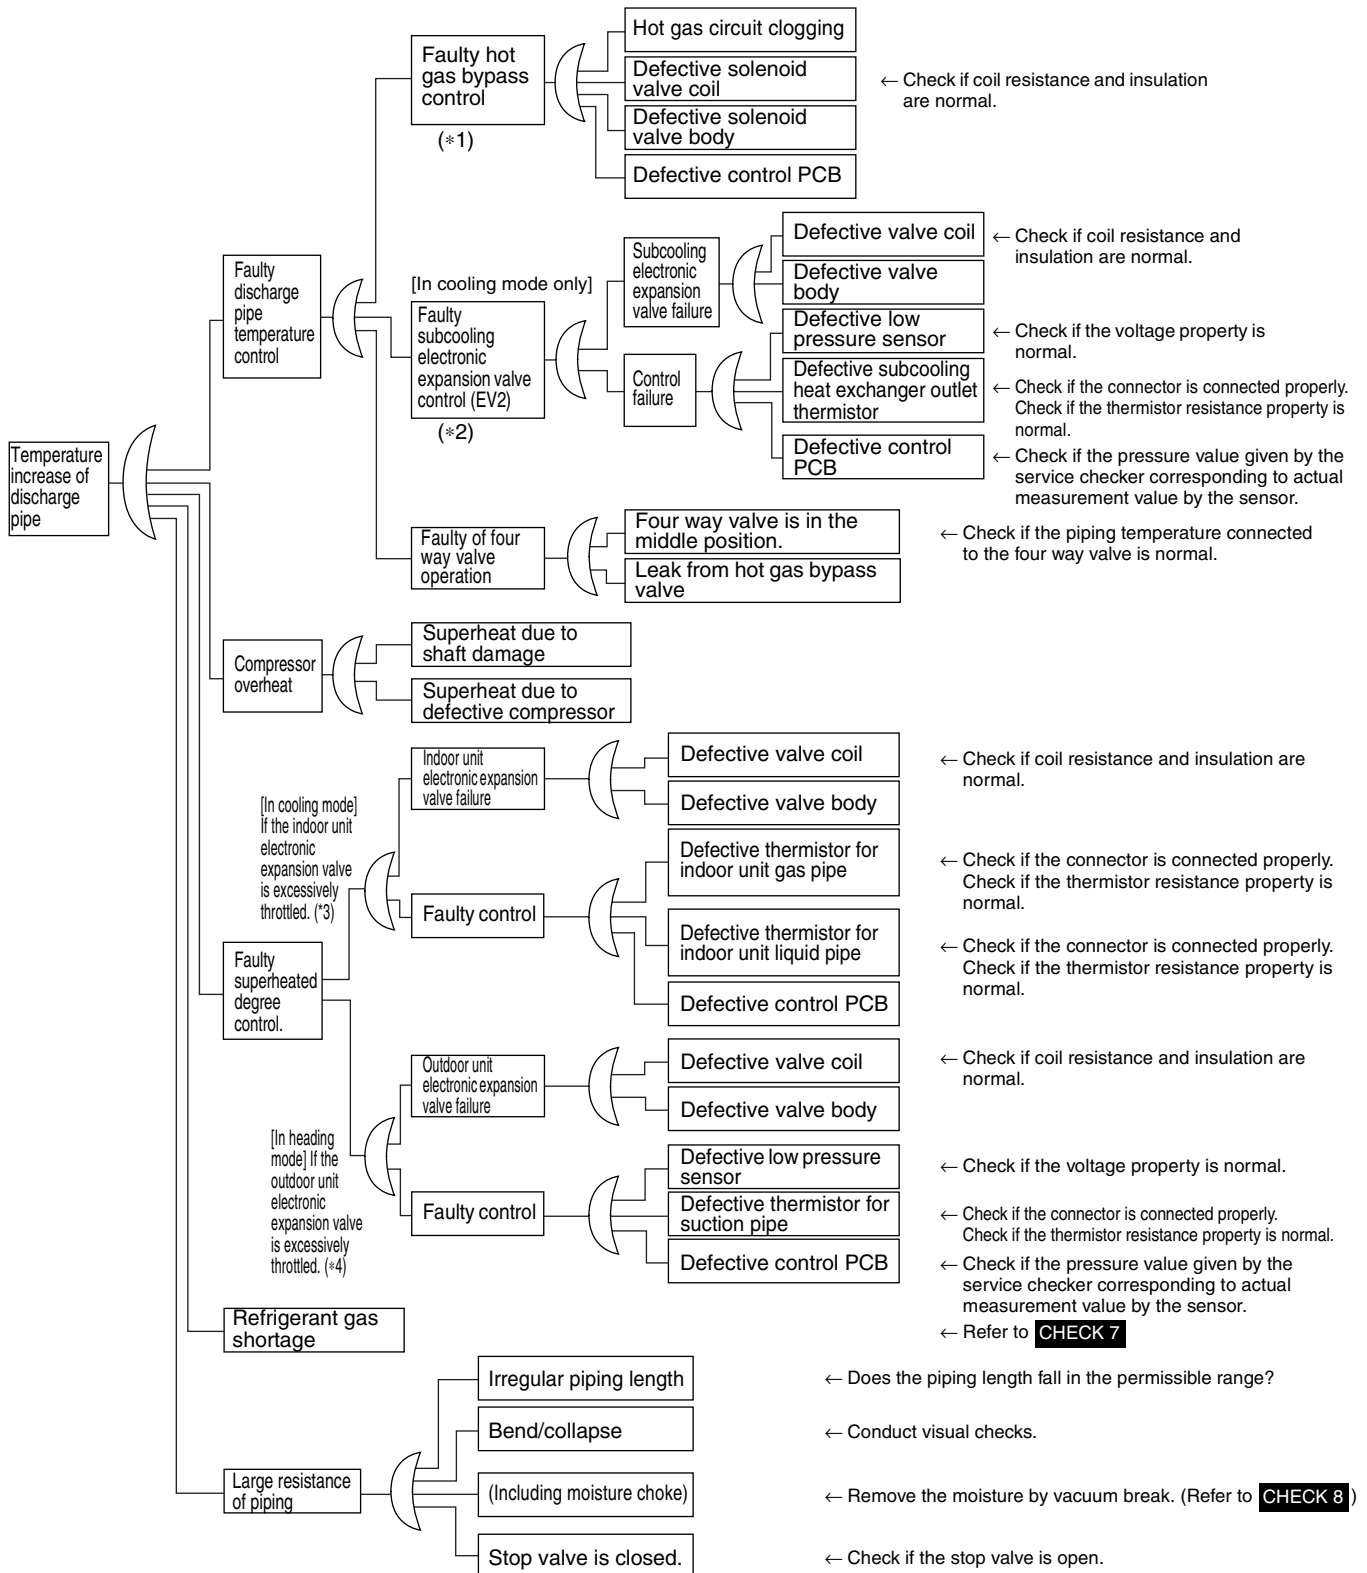 Hot gas circuit clogging
Faulty hot
gas bypass
control
(*1)
Defective solenoid
valve coil
← Check if coil resistance and insulation
are normal.
Defective solenoid
valve body
Defective control PCB
Faulty
discharge
pipe
temperature
control
[In cooling mode only]
Faulty
subcooling
electronic
expansion valve
control (EV2)
(*2)
Subcooling
electronic
expansion
valve failure
Defective valve coil
← Check if coil resistance and
insulation are normal.
Defective valve
body
Control
failure
Defective low
pressure sensor
← Check if the voltage property is
normal.
Defective subcooling
heat exchanger outlet
thermistor
← Check if the connector is connected properly.
Check if the thermistor resistance property is
normal.
Defective control
PCB
← Check if the pressure value given by the
service checker corresponding to actual
measurement value by the sensor.
Temperature
increase of
discharge
pipe
Faulty of four
way valve
operation
Four way valve is in the
middle position.
← Check if the piping temperature connected
to the four way valve is normal.
Leak from hot gas bypass
valve
Compressor
overheat
Superheat due to
shaft damage
Superheat due to
defective compressor
[In cooling mode]
If the indoor unit
electronic
expansion valve
is excessively
throttled. (*3)
Indoor unit
electronic expansion
valve failure
Defective valve coil
← Check if coil resistance and insulation are
normal.
Defective valve body
Faulty control
Defective thermistor for
indoor unit gas pipe
← Check if the connector is connected properly.
Check if the thermistor resistance property is
normal.
Defective thermistor for
indoor unit liquid pipe
← Check if the connector is connected properly.
Check if the thermistor resistance property is
normal.
Defective control PCB
Faulty
superheated
degree
control.
[In heading
mode] If the
outdoor unit
electronic
expansion valve
is excessively
throttled. (*4)
Outdoor unit
electronic expansion
valve failure
Defective valve coil
← Check if coil resistance and insulation are
normal.
Defective valve body
Faulty control
Defective low pressure
sensor
← Check if the voltage property is normal.
Defective thermistor for
suction pipe
← Check if the connector is connected properly.
Check if the thermistor resistance property is normal.
Defective control PCB
← Check if the pressure value given by the
service checker corresponding to actual
measurement value by the sensor.
Refrigerant gas
shortage
← Refer to CHECK 7
Large resistance
of piping
Irregular piping length
← Does the piping length fall in the permissible range?
Bend/collapse
← Conduct visual checks.
(Including moisture choke)
← Remove the moisture by vacuum break. (Refer to CHECK 8 )
Stop valve is closed.
← Check if the stop valve is open.